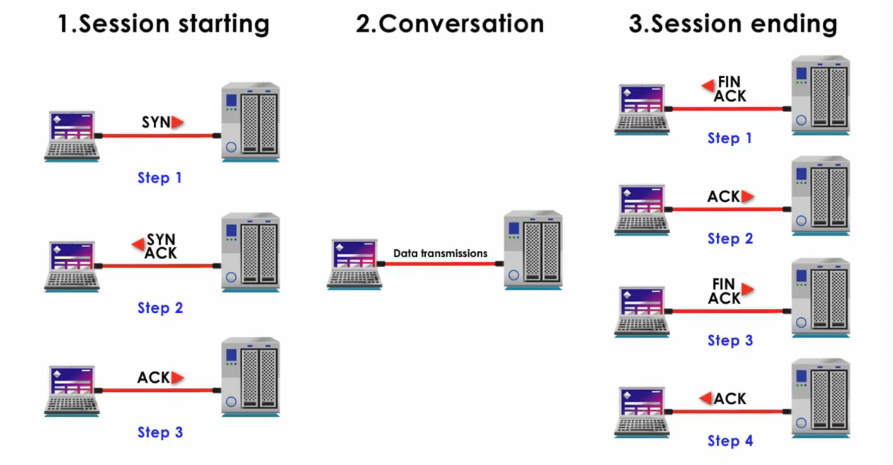 1.Session starting
SYN
Step 1
SYN
ACK
Step 2
ACK
Step 3
2.Conversation
Data transmissions
3.Session ending
FIN
ACK
Step 1
ACK
Step 2
FIN
ACK
Step 3
ACK
Step 4